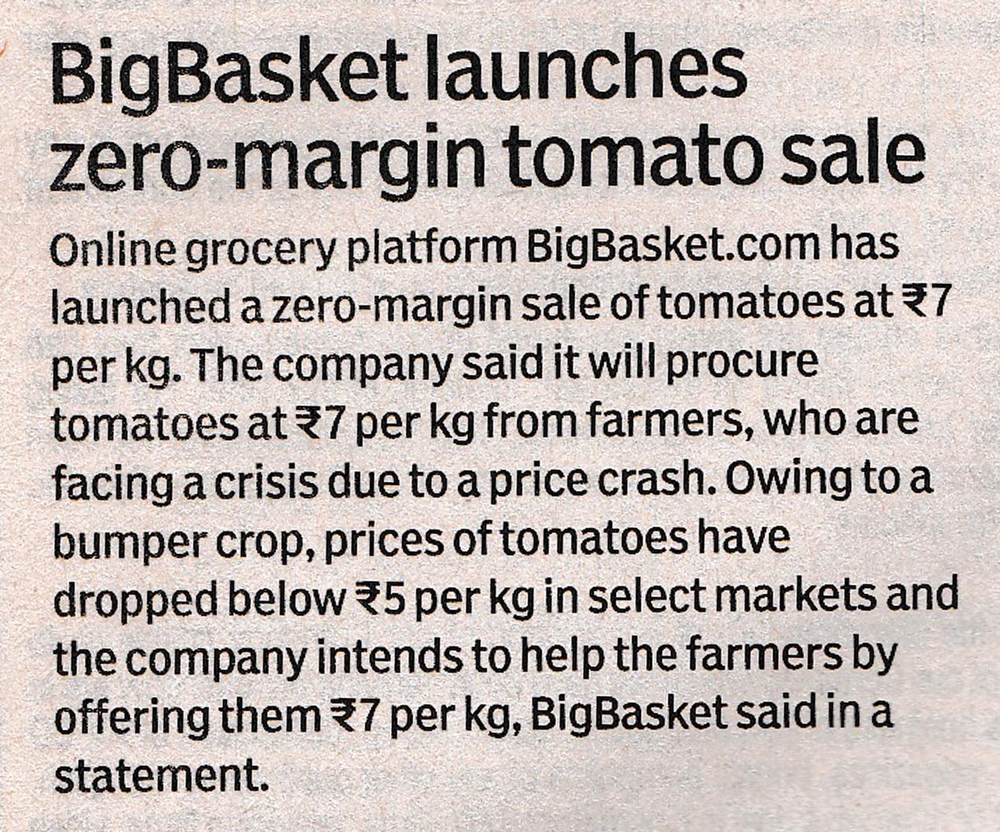 BigBasket launches
zero-margin tomato sale
Online grocery platform BigBasket.com has
launched a zero-margin sale of tomatoes at ₹7
per kg. The company said it will procure
tomatoes at ₹7 per kg from farmers, who are
facing a crisis due to a price crash. Owing to a
bumper crop, prices of tomatoes have
dropped below ₹5 per kg in select markets and
the company intends to help the farmers by
offering them ₹7 per kg, BigBasket said in a
statement.